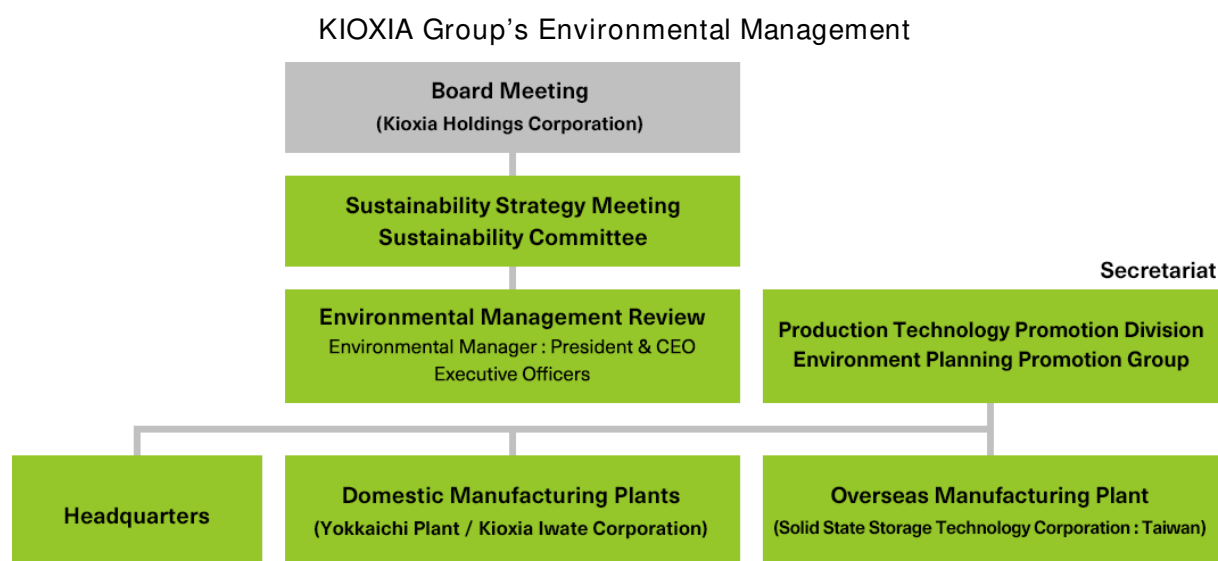 KIOXIA Group's Environmental Management
Board Meeting
(Kioxia Holdings Corporation)
Sustainability Strategy Meeting
Sustainability Committee
Secretariat
Environmental Management Review
Environmental Manager : President & CEO
Executive Officers
Production Technology Promotion Division
Environment Planning Promotion Group
Headquarters
Domestic Manufacturing Plants
(Yokkaichi Plant / Kioxia Iwate Corporation)
Overseas Manufacturing Plant
(Solid State Storage Technology Corporation : Taiwan)